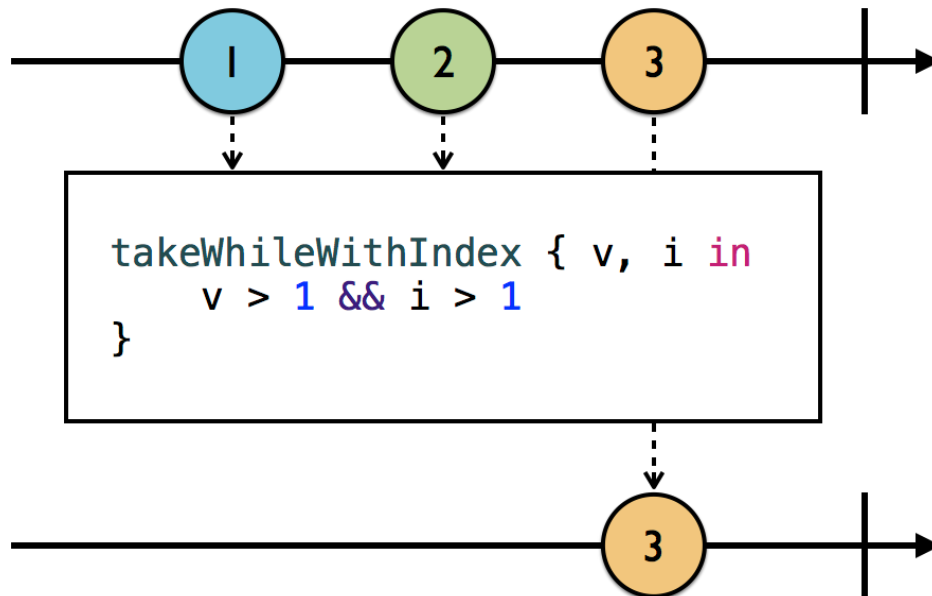 1 2 3
takeWhileWithIndex { v, i in
v > 1 && i > 1
}
3